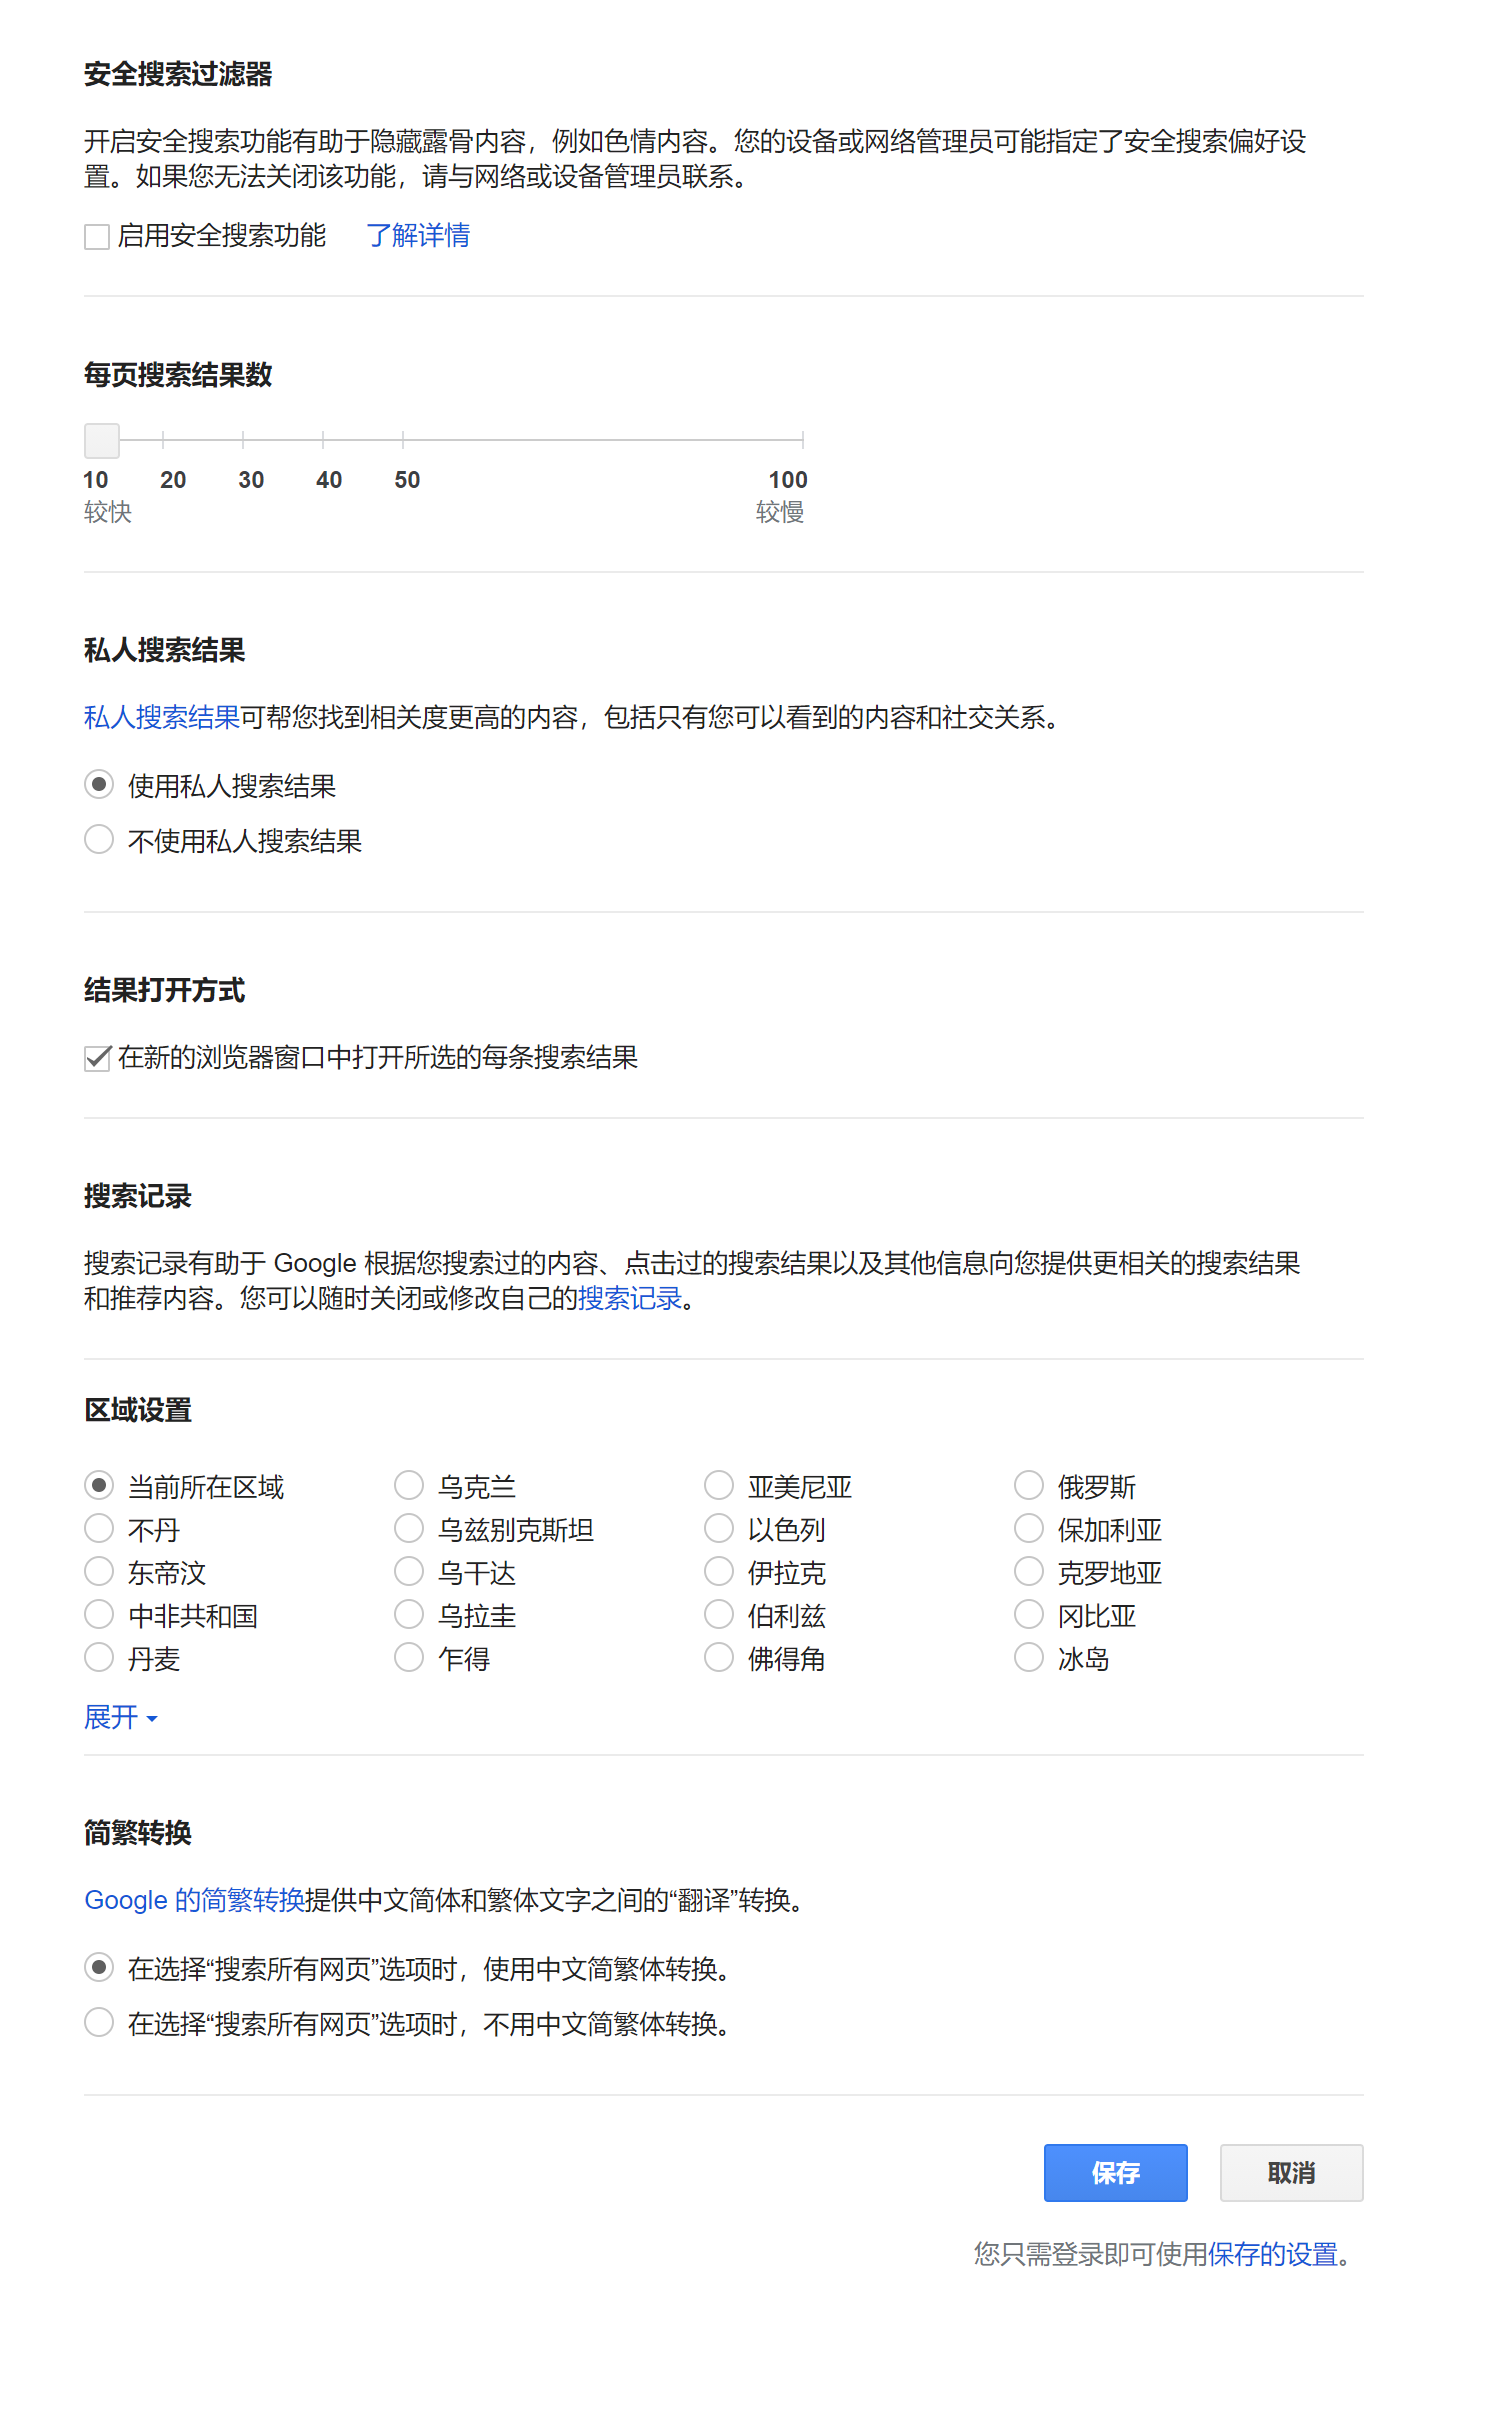 安全搜索过滤器
开启安全搜索功能有助于隐藏露骨内容，例如色情内容。您的设备或网络管理员可能指定了安全搜索偏好设
置。如果您无法关闭该功能，请与网络或设备管理员联系。
启用安全搜索功能 了解详情
每页搜索结果数
10 20 30 40 50 100
较快 较慢
私人搜索结果
私人搜索结果可帮您找到相关度更高的内容，包括只有您可以看到的内容和社交关系。
使用私人搜索结果
不使用私人搜索结果
结果打开方式
在新的浏览器窗口中打开所选的每条搜索结果
搜索记录
搜索记录有助于 Google 根据您搜索过的内容、点击过的搜索结果以及其他信息向您提供更相关的搜索结果
和推荐内容。您可以随时关闭或修改自己的搜索记录。
区域设置
当前所在区域 乌克兰 亚美尼亚 俄罗斯
不丹 乌兹别克斯坦 以色列 保加利亚
东帝汶 乌干达 伊拉克 克罗地亚
中非共和国 乌拉圭 伯利兹 冈比亚
丹麦 乍得 佛得角 冰岛
展开
简繁转换
Google 的简繁转换提供中文简体和繁体文字之间的“翻译”转换。
在选择“搜索所有网页”选项时，使用中文简繁体转换。
在选择“搜索所有网页”选项时，不用中文简繁体转换。
保存 取消
您只需登录即可使用保存的设置。